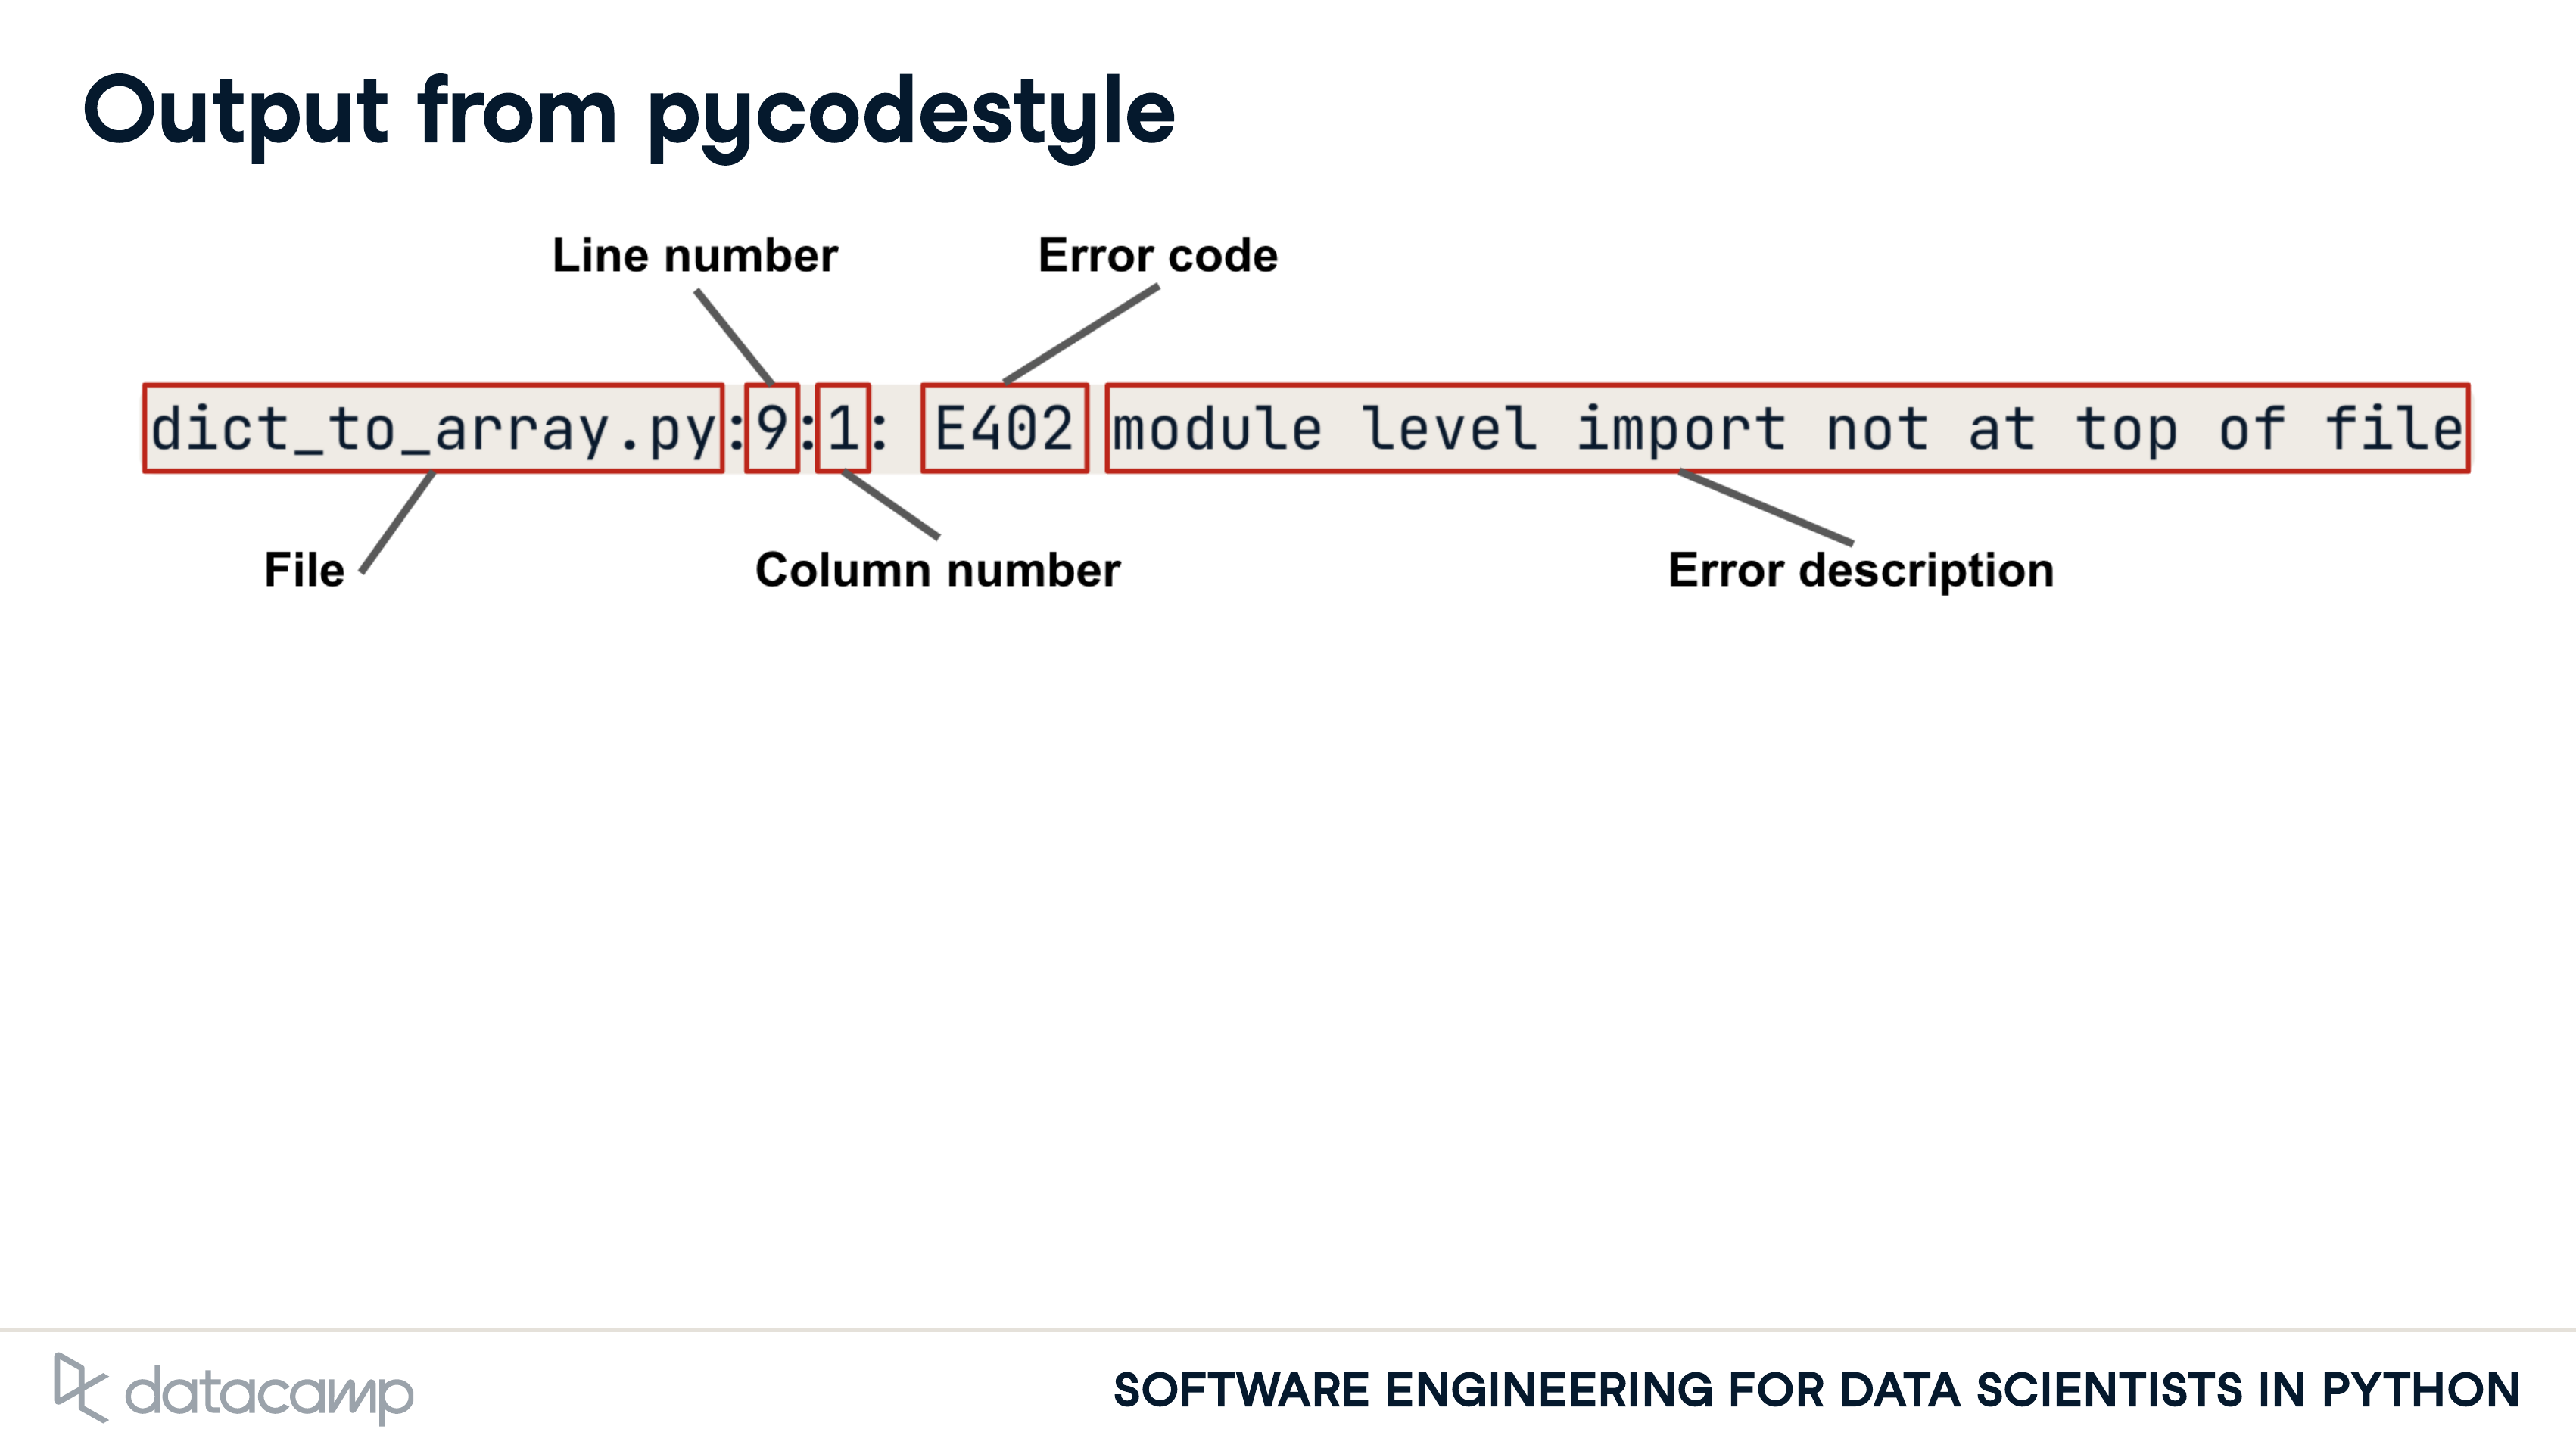 Output from pycodestyle
Line number
Error code
dict_to_array.py:9:1: E402 module level import not at top of file
File
Column number
Error description
datacamp
SOFTWARE ENGINEERING FOR DATA SCIENTISTS IN PYTHON